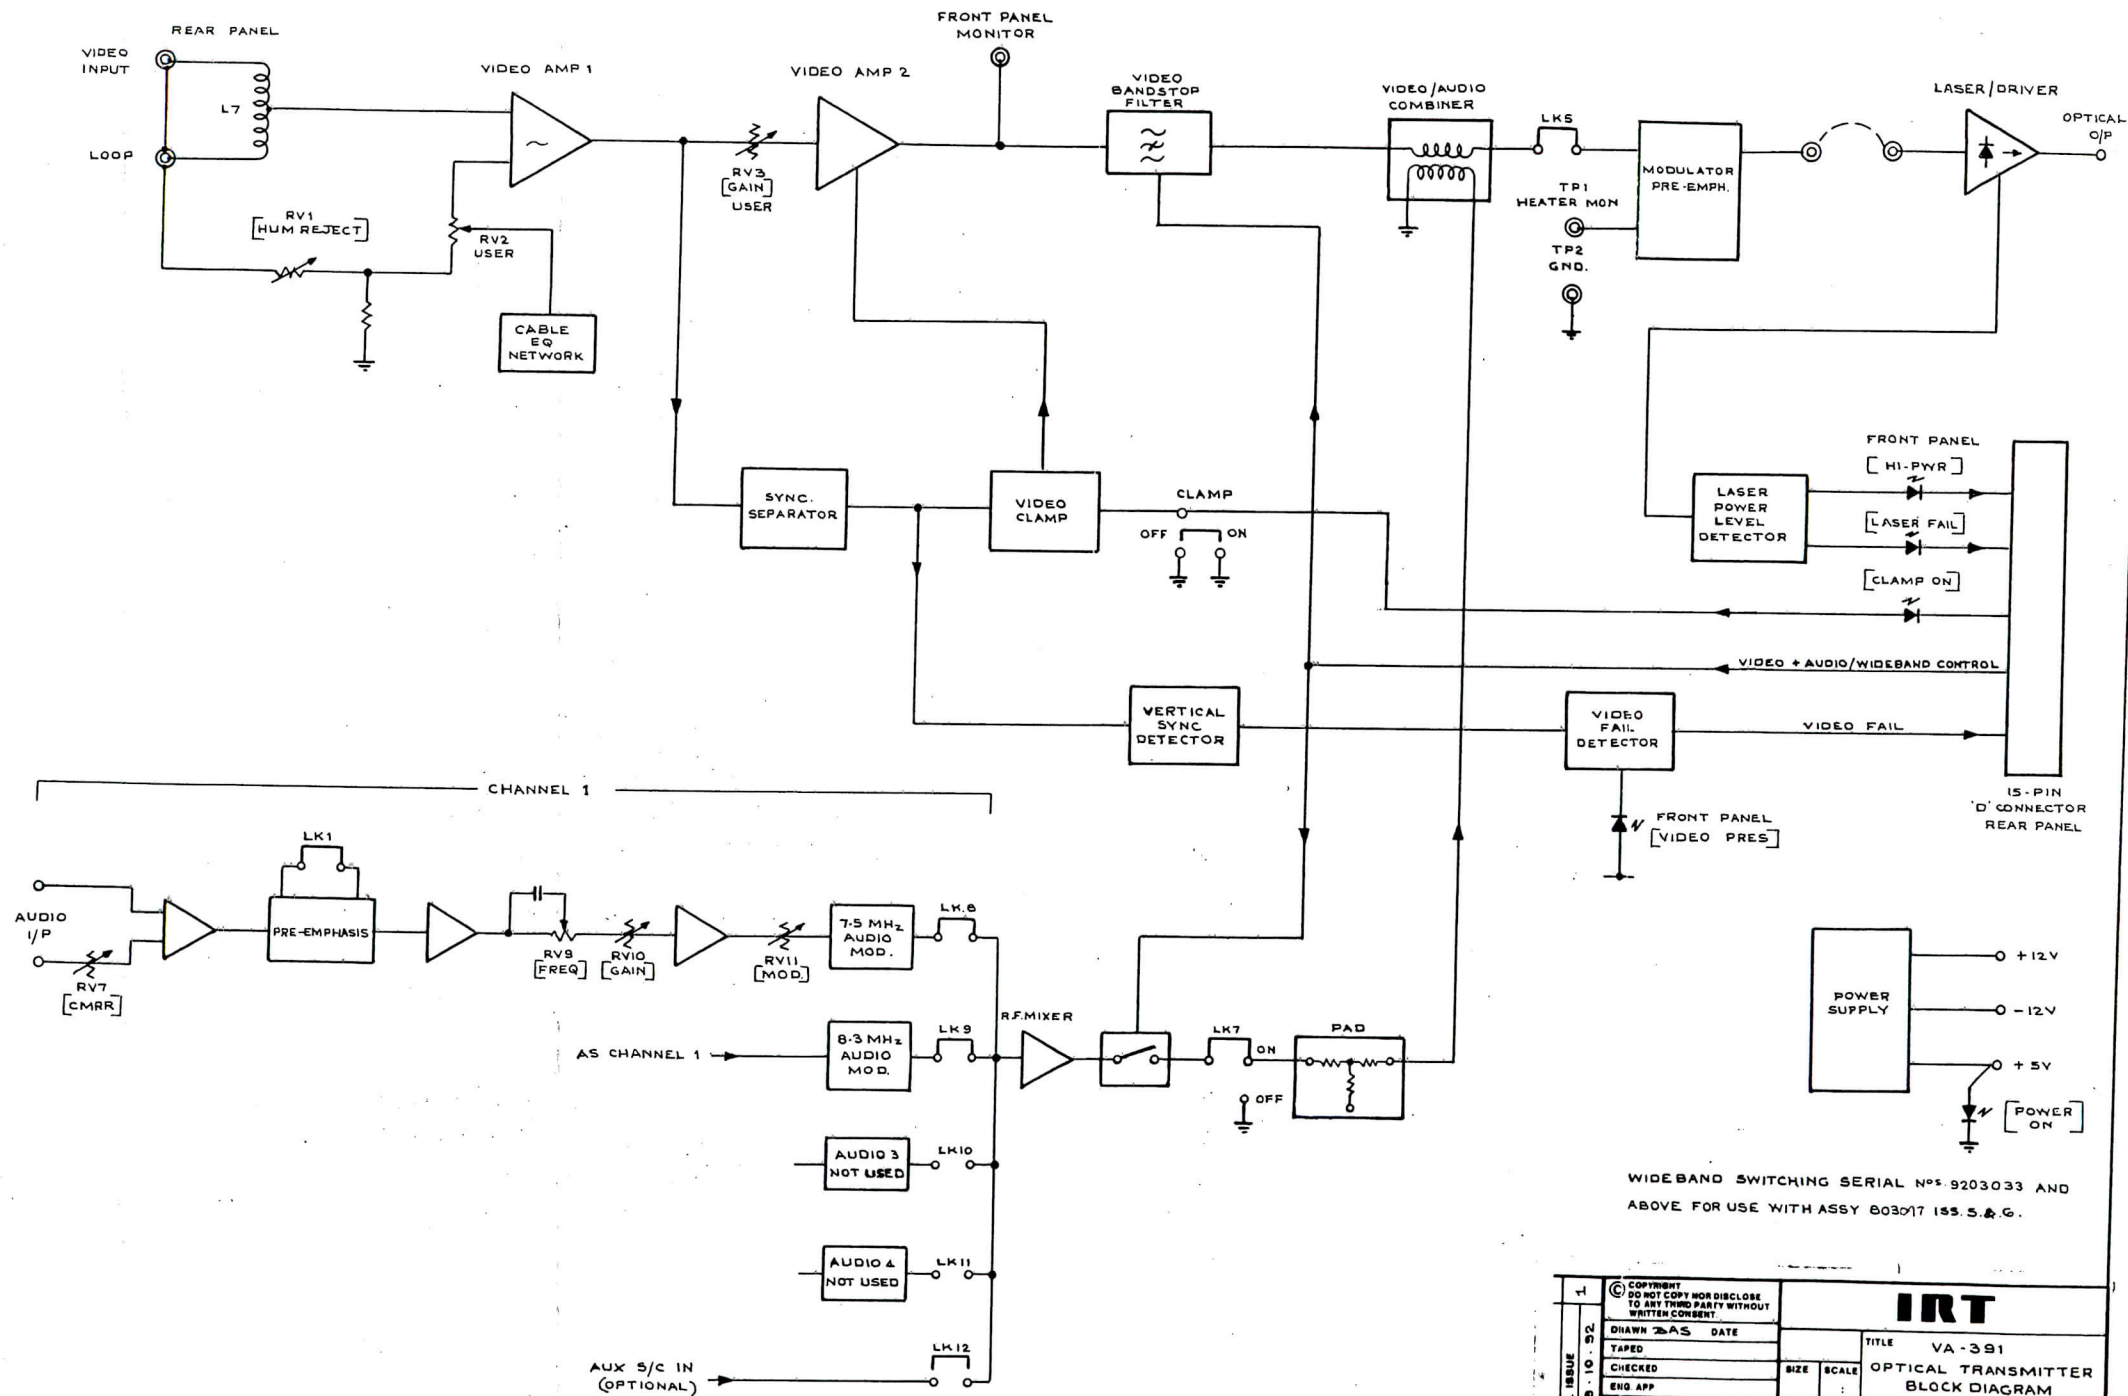 REAR PANEL
VIDEO
INPUT
LOOP
L7
VIDEO AMP 1
~
RV1
[HUM REJECT]
RV2
USER
CABLE
EQ
NETWORK
RV3
[GAIN]
USER
VIDEO AMP 2
FRONT PANEL
MONITOR
VIDEO
BANDSTOP
FILTER
VIDEO/AUDIO
COMBINER
LK5
TP1
HEATER MON
TP2
GND.
MODULATOR
PRE-EMPH.
LASER/DRIVER
OPTICAL
O/P
SYNC.
SEPARATOR
VIDEO
CLAMP
CLAMP
OFF
ON
LASER
POWER
LEVEL
DETECTOR
FRONT PANEL
[HI-PWR]
[LASER FAIL]
[CLAMP ON]
VIDEO + AUDIO/WIDEBAND CONTROL
VERTICAL
SYNC
DETECTOR
VIDEO
FAIL
DETECTOR
VIDEO FAIL
15-PIN
'D' CONNECTOR
REAR PANEL
FRONT PANEL
[VIDEO PRES]
CHANNEL 1
LK1
AUDIO
I/P
RV7
[CMRR]
PRE-EMPHASIS
RV9
[FREQ]
RV10
[GAIN]
RV11
[MOD.]
7.5 MHz
AUDIO
MOD.
LK.8
AS CHANNEL 1
8.3 MHz
AUDIO
MOD.
LK9
R.F.MIXER
LK7
ON
OFF
PAD
AUDIO 3
NOT USED
LK10
AUDIO 4
NOT USED
LK11
AUX S/C IN
(OPTIONAL)
LK12
POWER
SUPPLY
+12V
-12V
+5V
[POWER
ON]
WIDEBAND SWITCHING SERIAL Nos. 9203033 AND
ABOVE FOR USE WITH ASSY 803077 ISS. 5.& 6.
1
ISSUE
10.92
© COPYRIGHT
DO NOT COPY NOR DISCLOSE
TO ANY THIRD PARTY WITHOUT
WRITTEN CONSENT.
DRAWN BAS DATE
TAPED
CHECKED
ENG. APP
SIZE
SCALE
:
IRT
TITLE VA-391
OPTICAL TRANSMITTER
BLOCK DIAGRAM